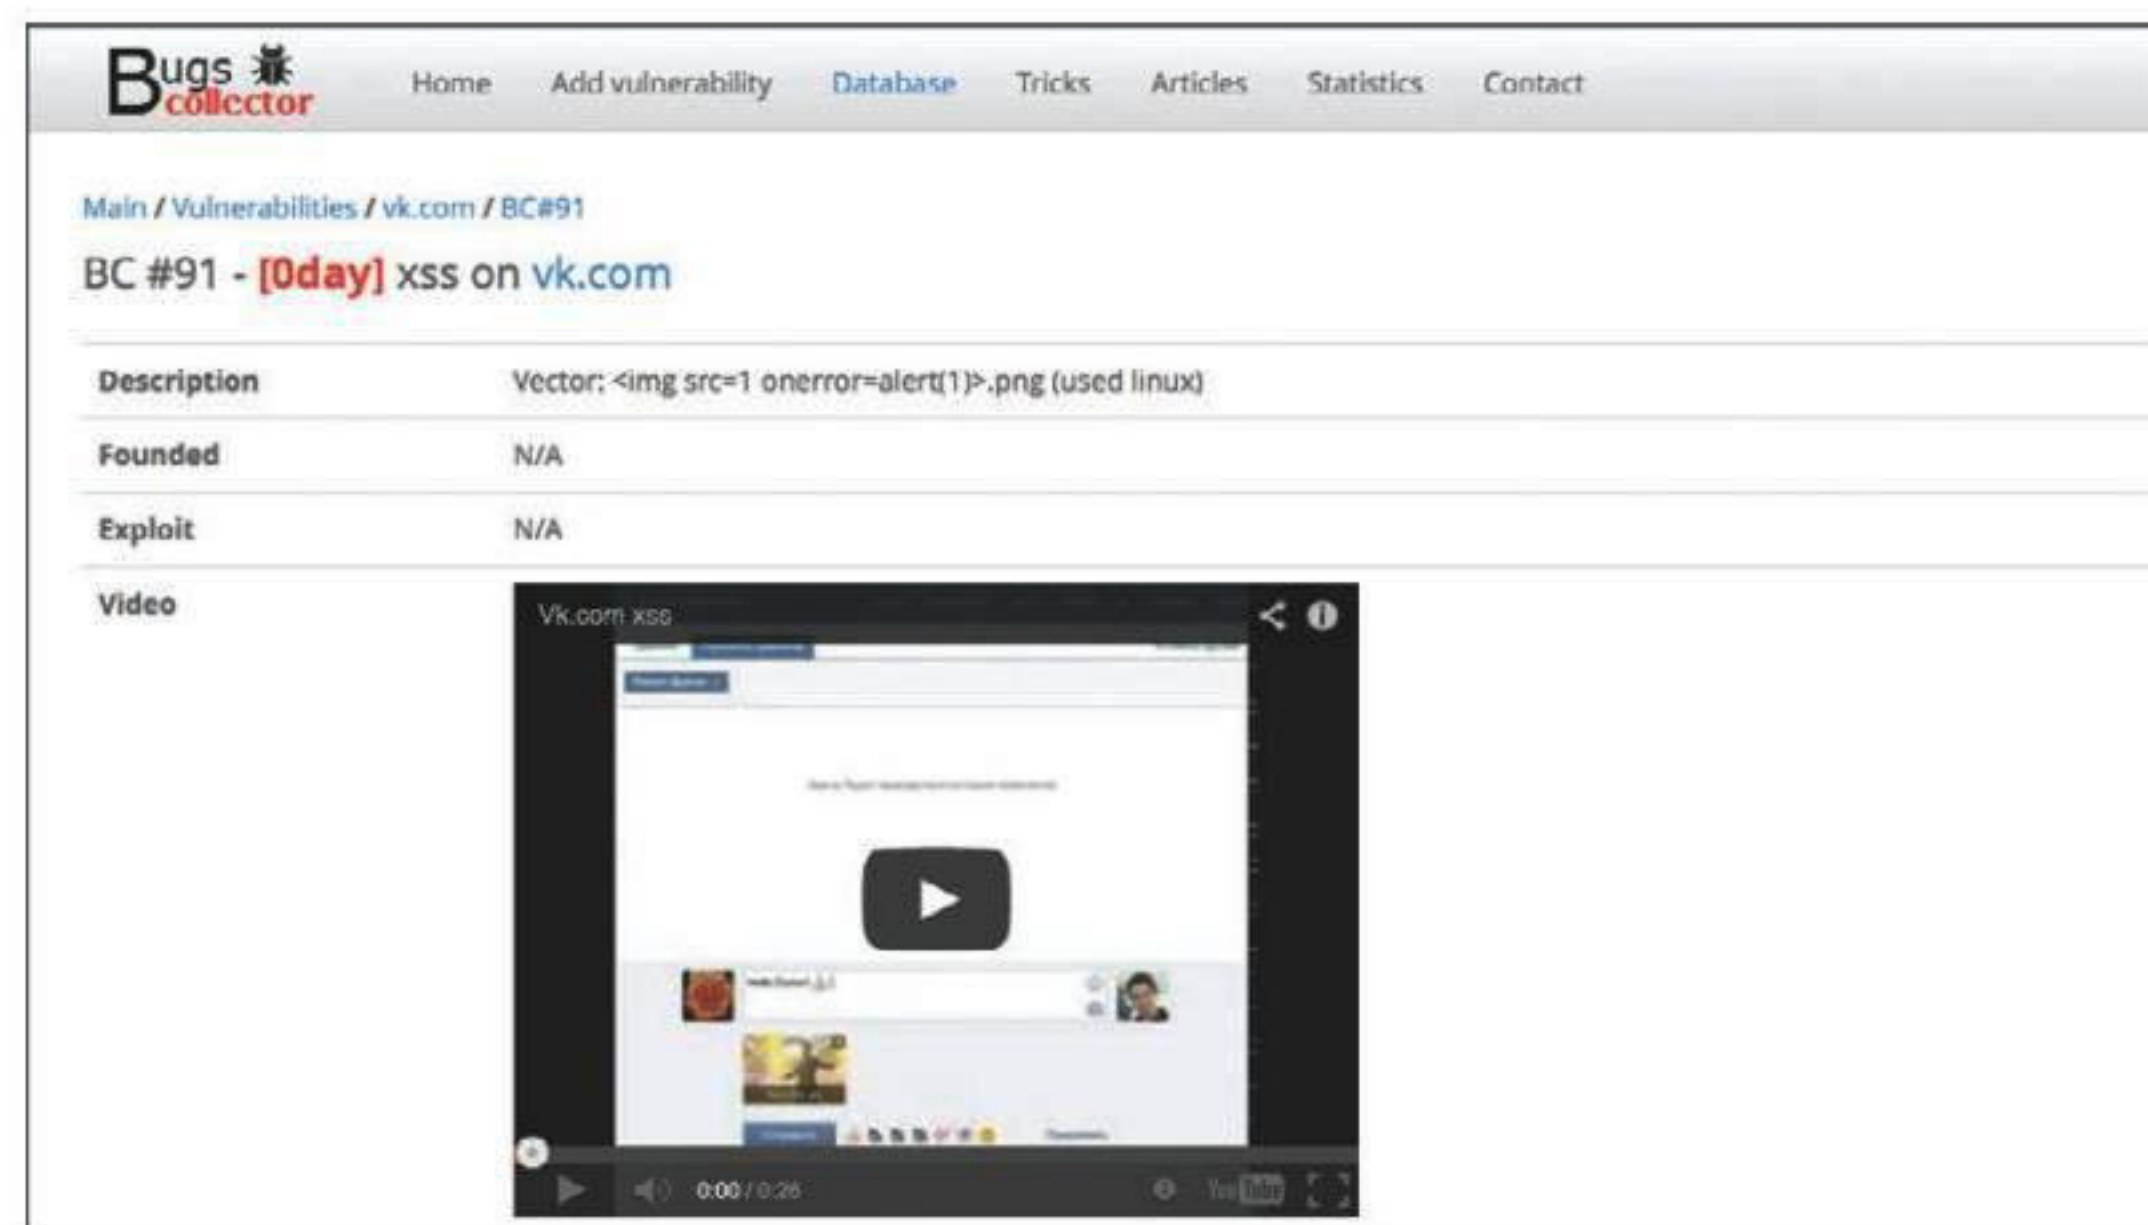 Bugs collector
Home Add vulnerability Database Tricks Articles Statistics Contact
Main / Vulnerabilities / vk.com / BC#91
BC #91 - [0day] xss on vk.com
Description Vector: <img src=1 onerror=alert(1)>.png (used linux)
Founded N/A
Exploit N/A
Video
Vk.com xss
0:00 / 0:26
YouTube